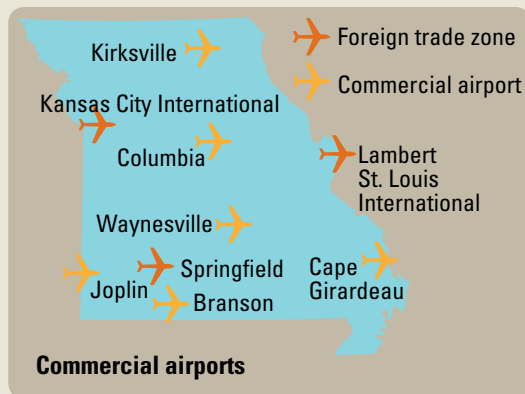 Kirksville
Foreign trade zone
Commercial airport
Kansas City International
Columbia
Lambert
St. Louis
International
Waynesville
Springfield
Cape
Girardeau
Joplin
Branson
Commercial airports